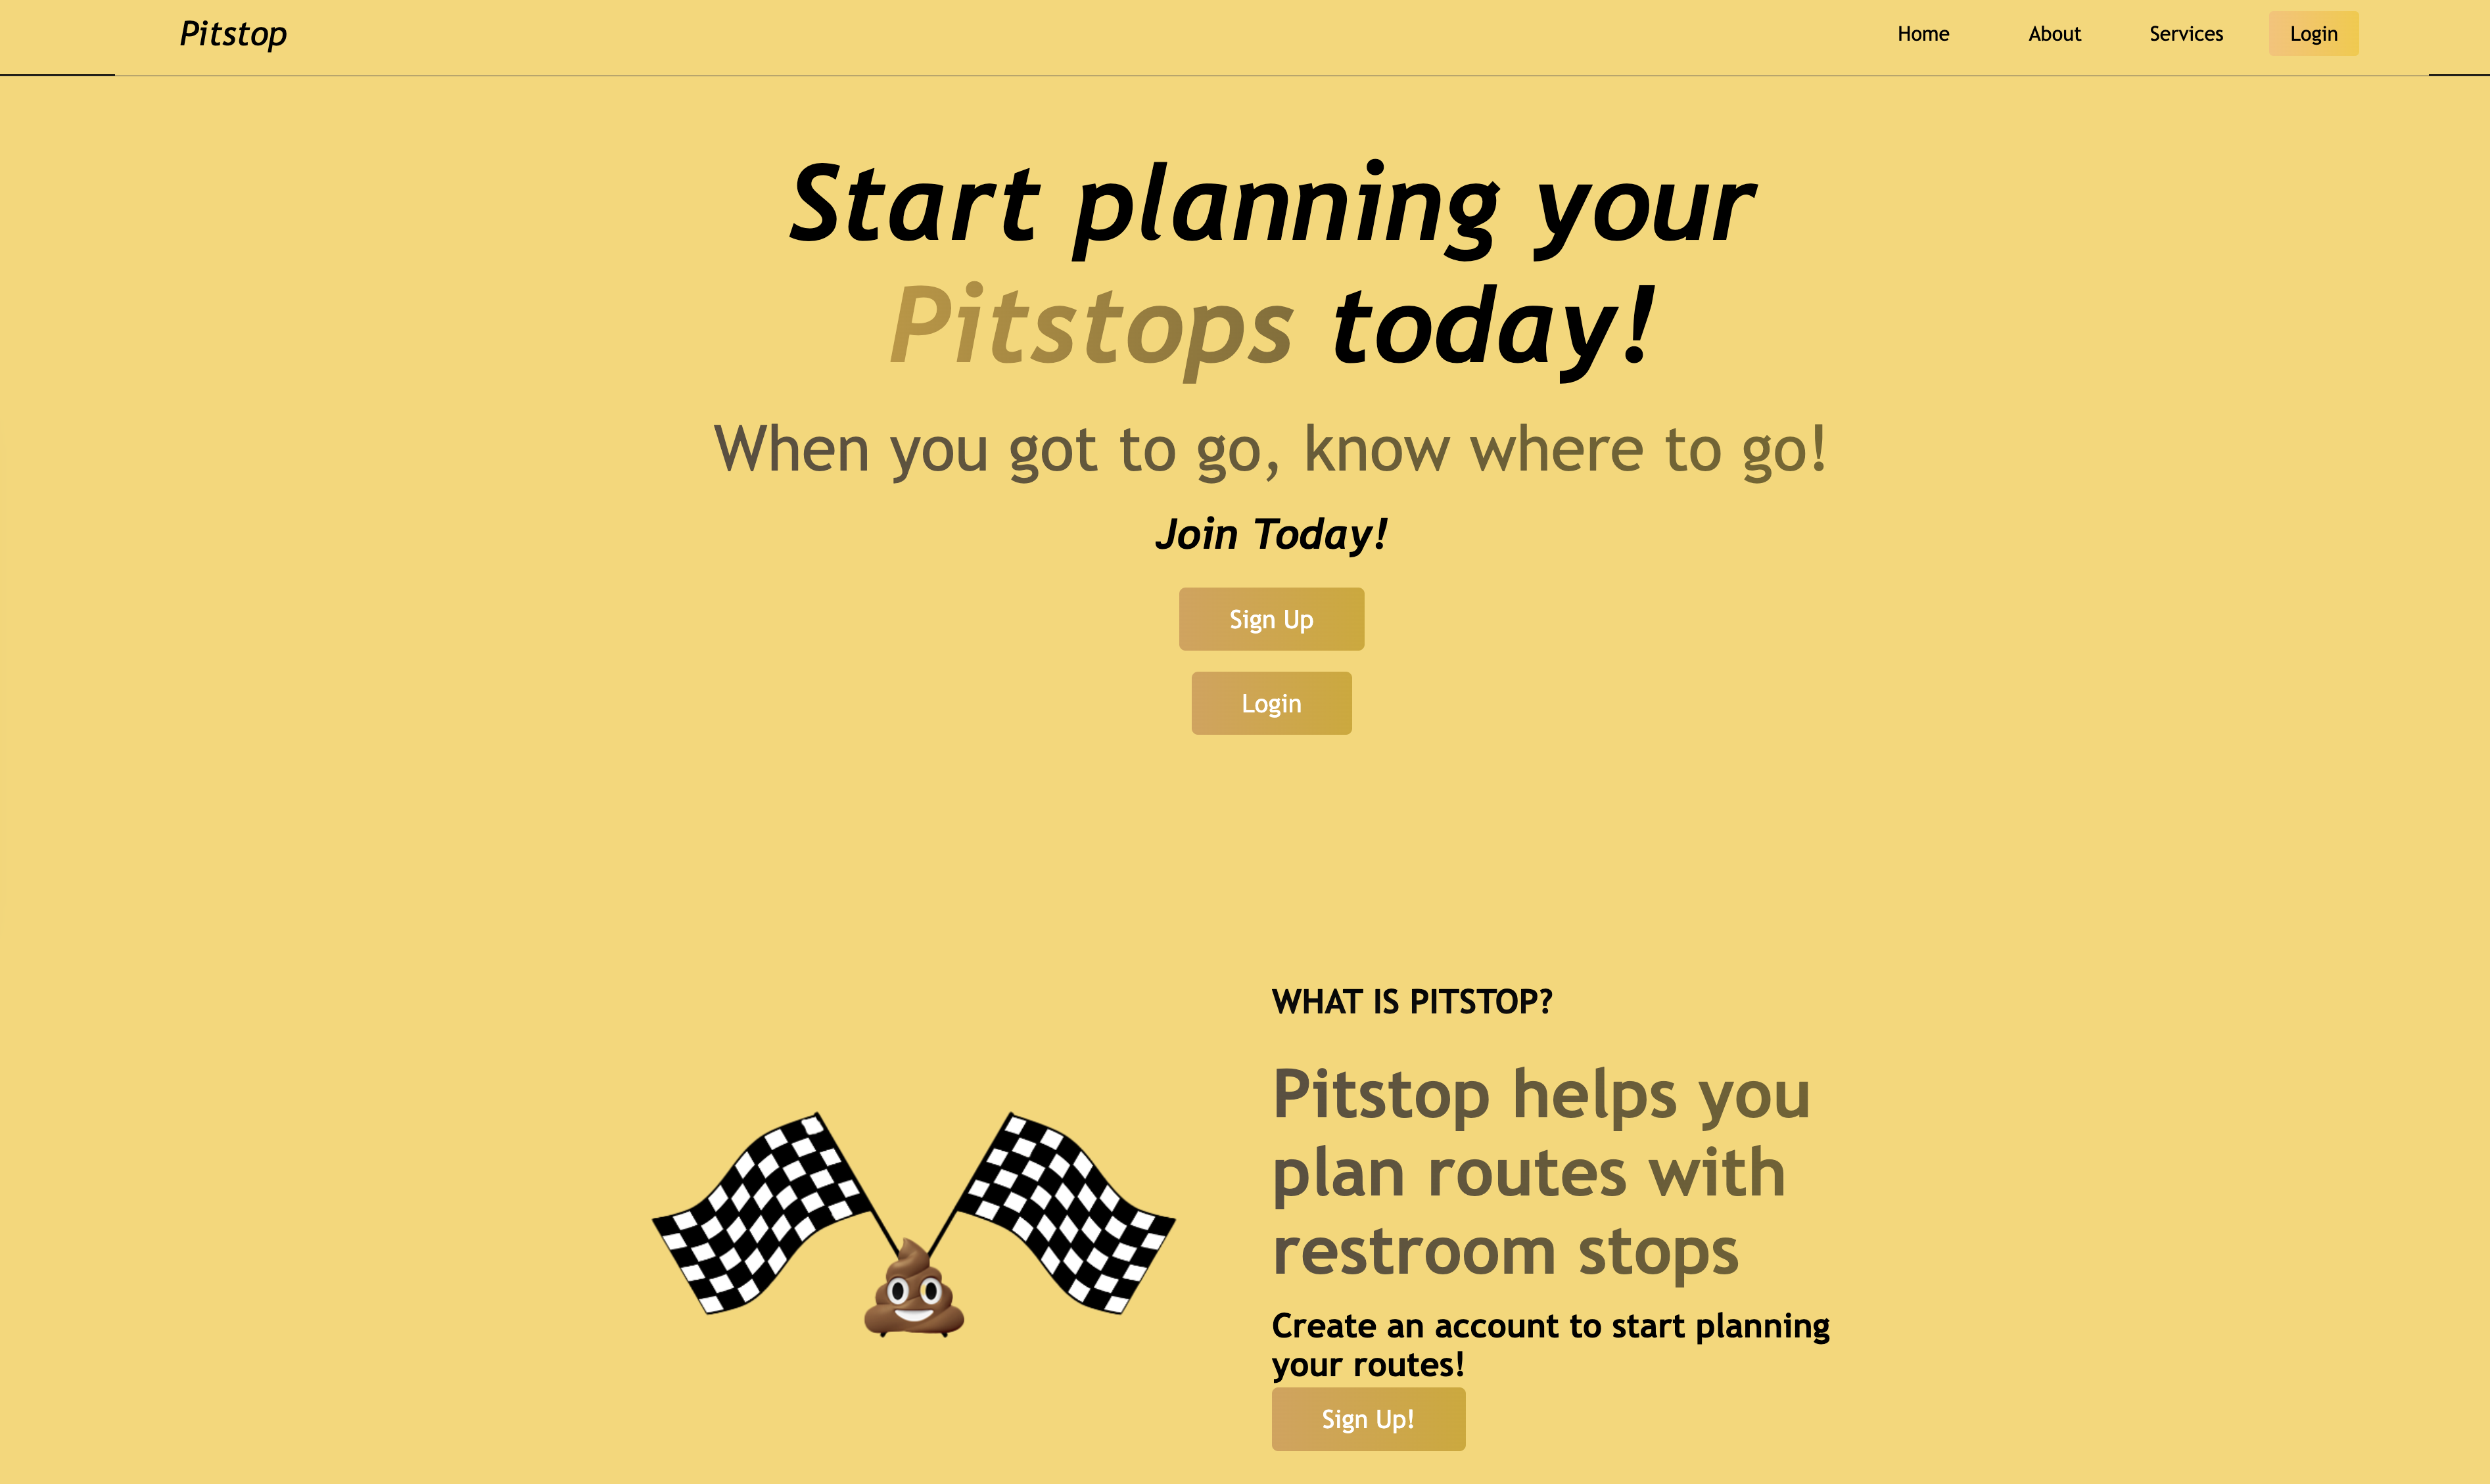 Pitstop
Home
About
Services
Login
Start planning your
Pitstops today!
When you got to go, know where to go!
Join Today!
Sign Up
Login
WHAT IS PITSTOP?
Pitstop helps you
plan routes with
restroom stops
Create an account to start planning
your routes!
Sign Up!